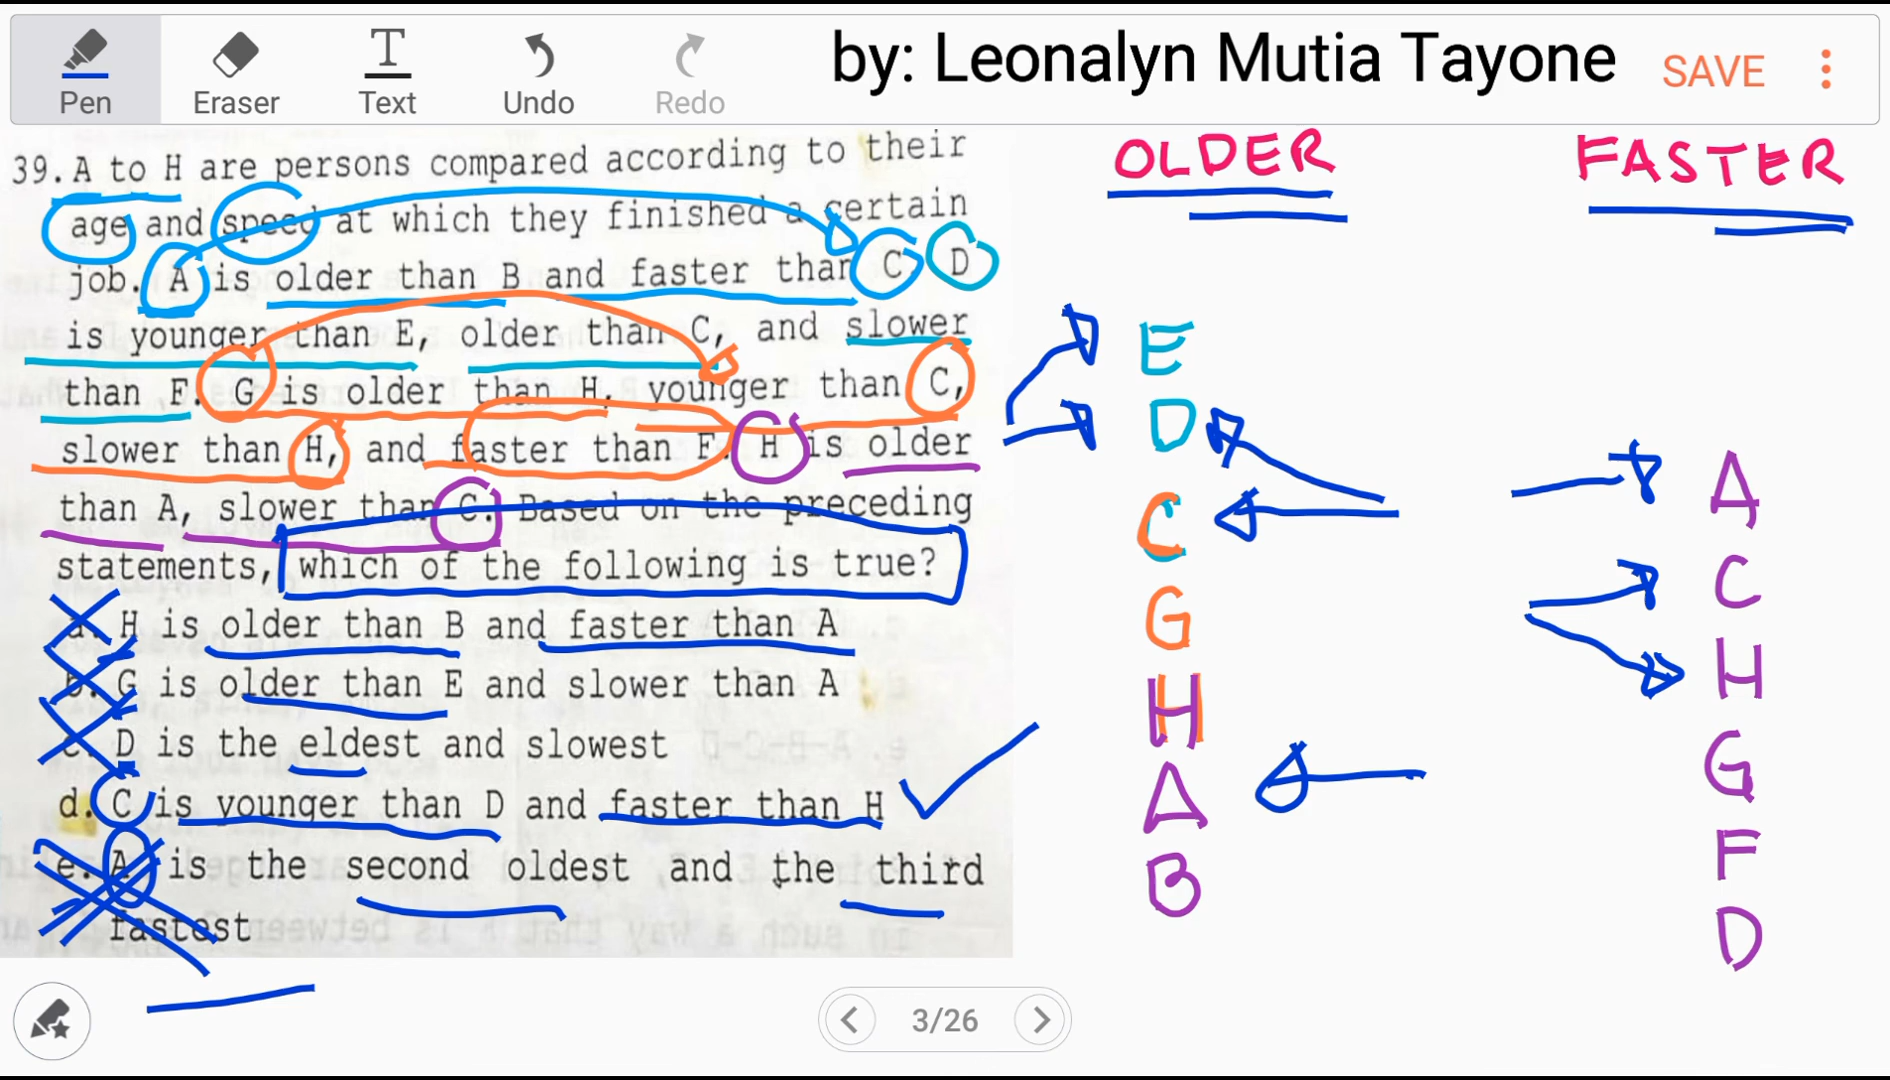 Pen
Eraser
Text
Undo
Redo
by: Leonalyn Mutia Tayone
SAVE
39. A to H are persons compared according to their
age and speed at which they finished a certain
job. A is older than B and faster than C. D
is younger than E, older than C, and slower
than F. G is older than H, younger than C,
slower than H, and faster than F. H is older
than A, slower than C. Based on the preceding
statements, which of the following is true?
a. H is older than B and faster than A
b. G is older than E and slower than A
c. D is the eldest and slowest
d. C is younger than D and faster than H
e. A is the second oldest and the third
fastest
OLDER
E
D
C
G
H
A
B
FASTER
A
C
H
G
F
D
3/26